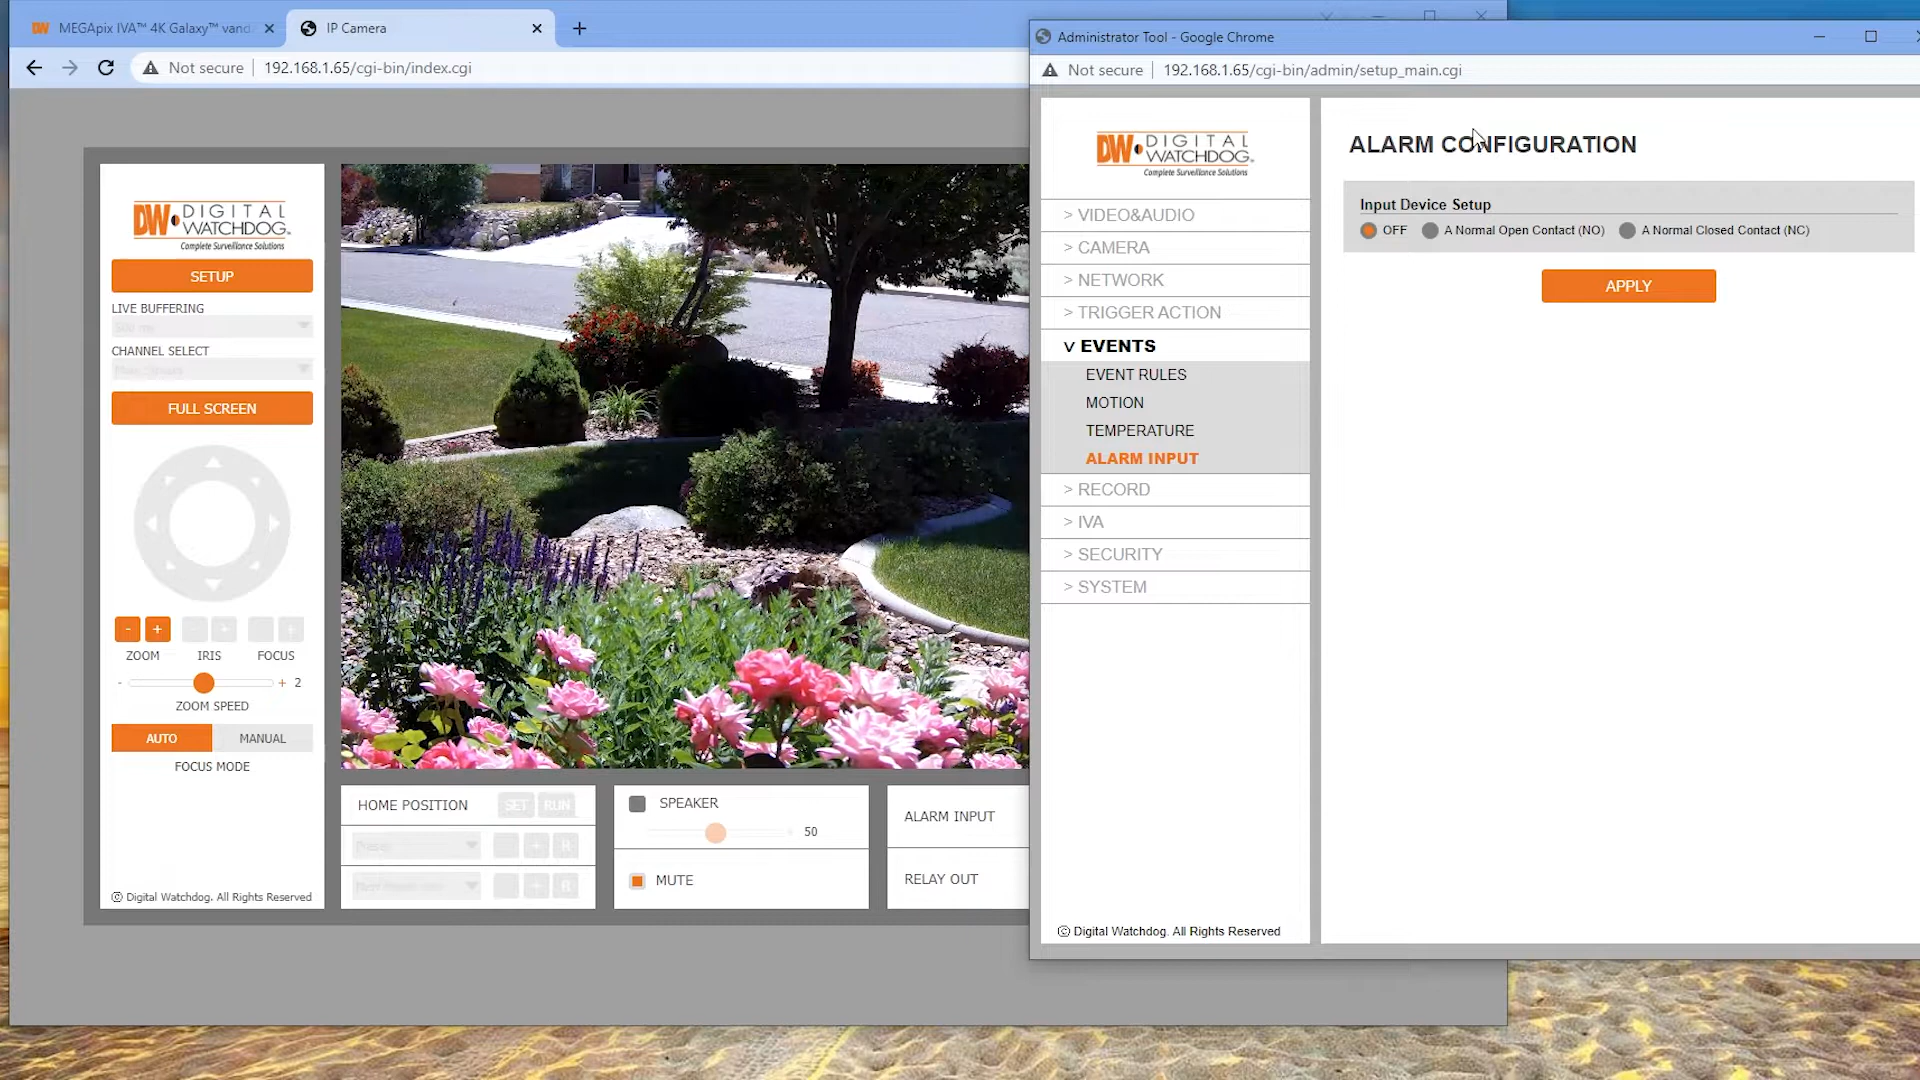 MEGApix IVA™ 4K Galaxy™ vand
IP Camera
Not secure
192.168.1.65/cgi-bin/index.cgi
DW DIGITAL WATCHDOG
Complete Surveillance Solutions
SETUP
LIVE BUFFERING
500 ms
CHANNEL SELECT
FULL SCREEN
- +
ZOOM
IRIS
FOCUS
- + 2
ZOOM SPEED
AUTO
MANUAL
FOCUS MODE
© Digital Watchdog. All Rights Reserved
HOME POSITION
SET
RUN
Preset
+
R
+
R
SPEAKER
50
MUTE
ALARM INPUT
RELAY OUT
Administrator Tool - Google Chrome
Not secure
192.168.1.65/cgi-bin/admin/setup_main.cgi
DW DIGITAL WATCHDOG
Complete Surveillance Solutions
> VIDEO&AUDIO
> CAMERA
> NETWORK
> TRIGGER ACTION
v EVENTS
EVENT RULES
MOTION
TEMPERATURE
ALARM INPUT
> RECORD
> IVA
> SECURITY
> SYSTEM
© Digital Watchdog. All Rights Reserved
ALARM CONFIGURATION
Input Device Setup
OFF A Normal Open Contact (NO) A Normal Closed Contact (NC)
APPLY